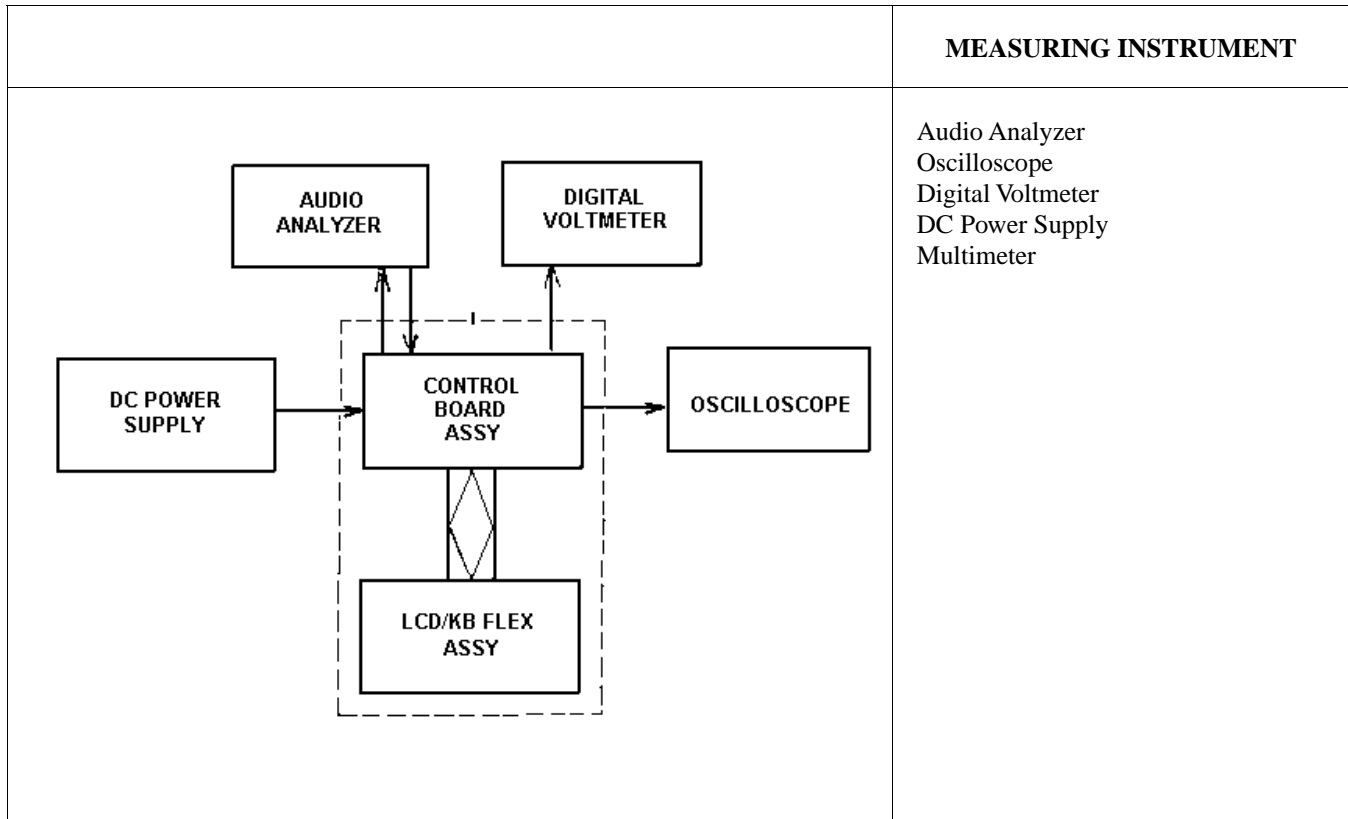 MEASURING INSTRUMENT
AUDIO
ANALYZER
DIGITAL
VOLTMETER
DC POWER
SUPPLY
CONTROL
BOARD
ASSY
OSCILLOSCOPE
LCD/KB FLEX
ASSY
Audio Analyzer
Oscilloscope
Digital Voltmeter
DC Power Supply
Multimeter